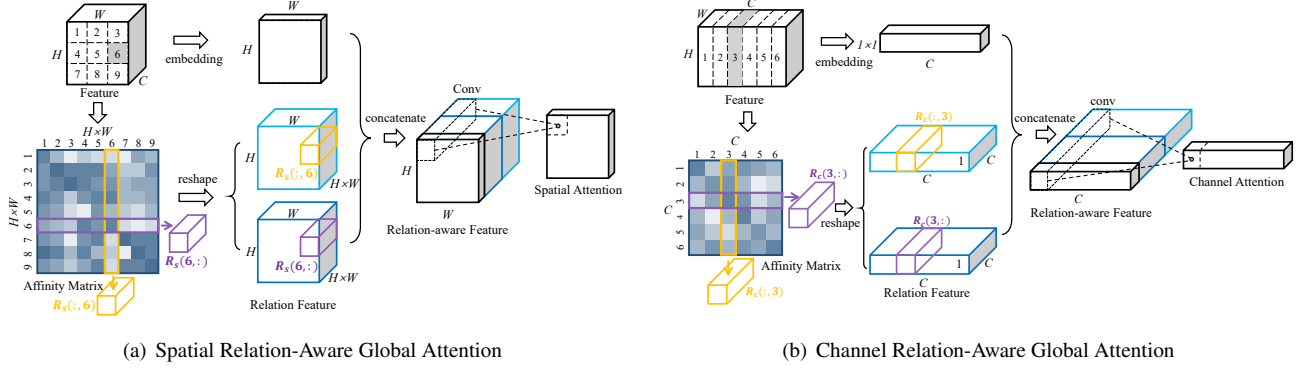 W
1 2 3
H 4 5 6
7 8 9
C
Feature
embedding
W
H
H×W
1 2 3 4 5 6 7 8 9
H×W
1
2
3
4
5
6
7
8
9
R_s(6,:)
Affinity Matrix
R_s(:,6)
reshape
W
H
R_s(:,6)
H×W
W
H
R_s(6,:)
H×W
Relation Feature
concatenate
Conv
H
W
Relation-aware Feature
Spatial Attention
(a) Spatial Relation-Aware Global Attention
W
C
H
1 2 3 4 5 6
Feature
embedding
1×1
C
C
1 2 3 4 5 6
C
1
2
3
4
5
6
R_c(3,:)
Affinity Matrix
R_c(:,3)
reshape
R_c(:,3)
1
C
C
R_c(3,:)
1
C
C
Relation Feature
concatenate
conv
Relation-aware Feature
Channel Attention
(b) Channel Relation-Aware Global Attention